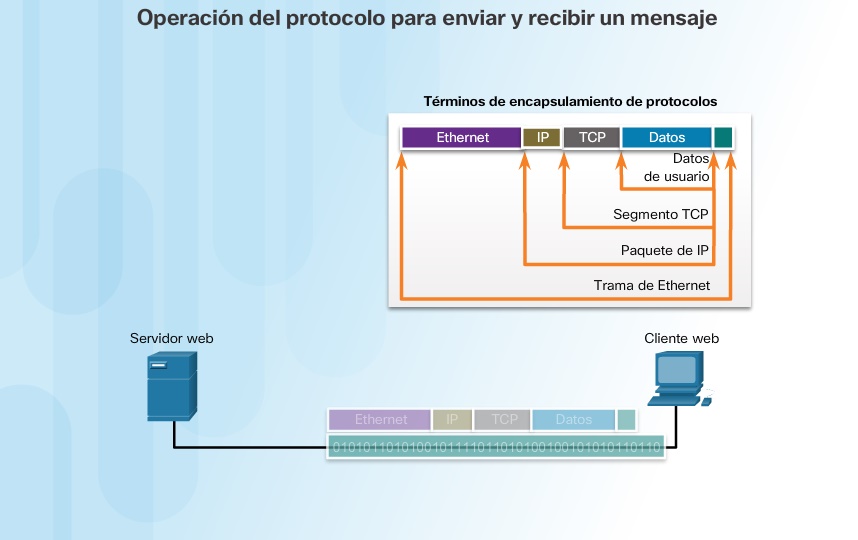 Operación del protocolo para enviar y recibir un mensaje
Términos de encapsulamiento de protocolos
Ethernet IP TCP Datos
Datos
de usuario
Segmento TCP
Paquete de IP
Trama de Ethernet
Servidor web
Cliente web
Ethernet IP TCP Datos